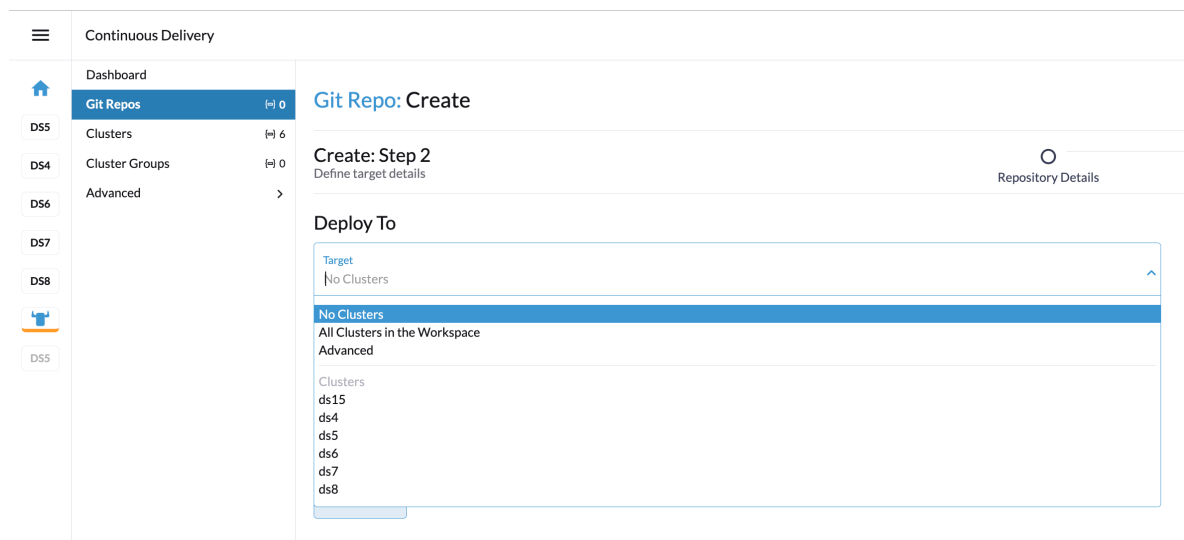 Continuous Delivery
DS5
DS4
DS6
DS7
DS8
DS5
Dashboard
Git Repos 0
Clusters 6
Cluster Groups 0
Advanced
Git Repo: Create
Create: Step 2
Define target details
Repository Details
Deploy To
Target
No Clusters
No Clusters
All Clusters in the Workspace
Advanced
Clusters
ds15
ds4
ds5
ds6
ds7
ds8